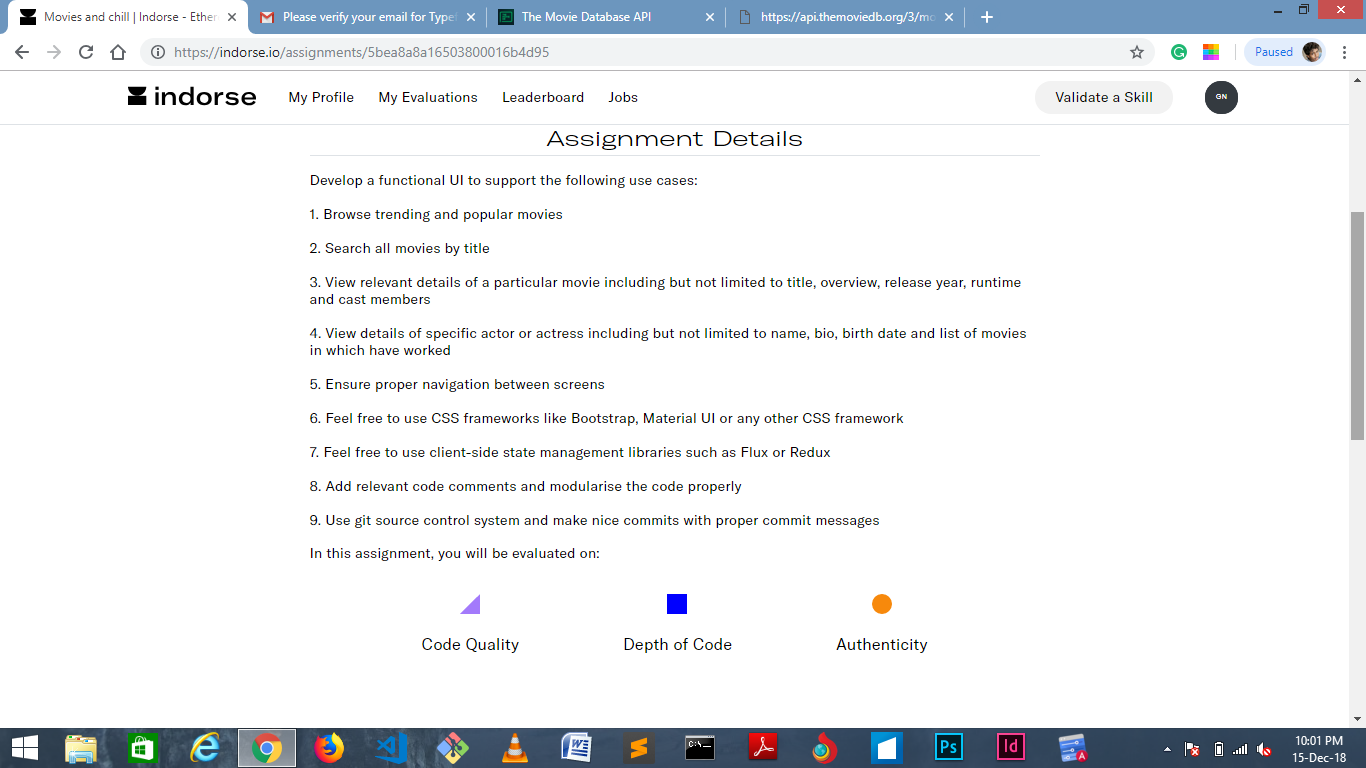 Movies and chill | Indorse - Ether
Please verify your email for Typef
The Movie Database API
https://api.themoviedb.org/3/mo
https://indorse.io/assignments/5bea8a8a16503800016b4d95
Paused
indorse
My Profile
My Evaluations
Leaderboard
Jobs
Validate a Skill
GN
Assignment Details
Develop a functional UI to support the following use cases:
1. Browse trending and popular movies
2. Search all movies by title
3. View relevant details of a particular movie including but not limited to title, overview, release year, runtime
and cast members
4. View details of specific actor or actress including but not limited to name, bio, birth date and list of movies
in which have worked
5. Ensure proper navigation between screens
6. Feel free to use CSS frameworks like Bootstrap, Material UI or any other CSS framework
7. Feel free to use client-side state management libraries such as Flux or Redux
8. Add relevant code comments and modularise the code properly
9. Use git source control system and make nice commits with proper commit messages
In this assignment, you will be evaluated on:
Code Quality
Depth of Code
Authenticity
Ps
Id
10:01 PM
15-Dec-18